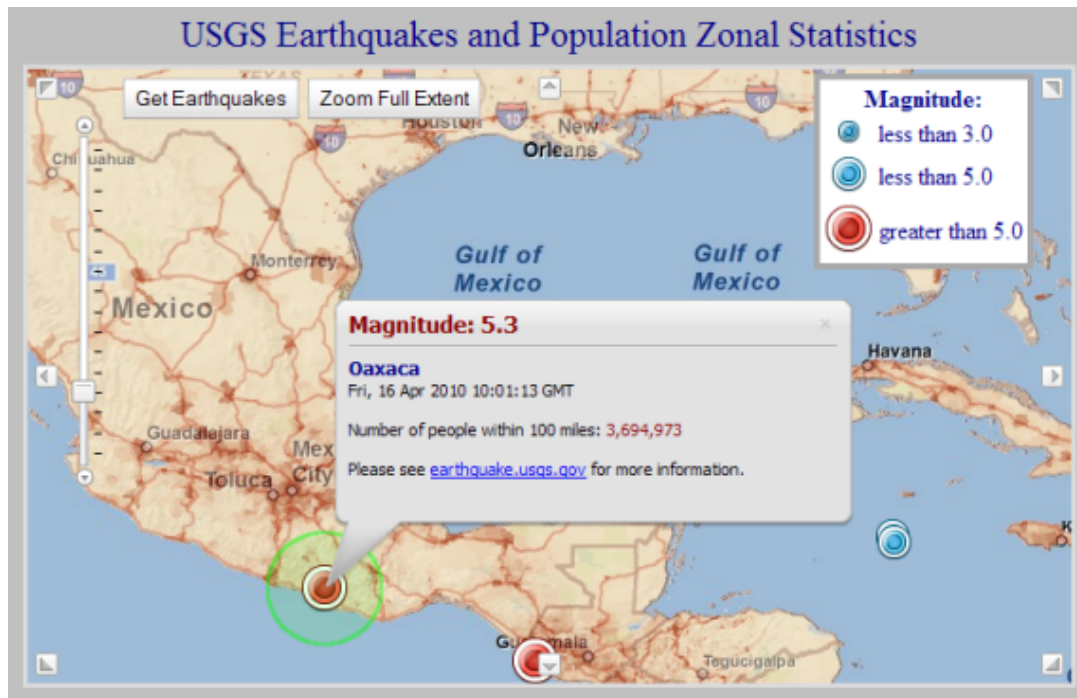 USGS Earthquakes and Population Zonal Statistics
Get Earthquakes
Zoom Full Extent
Magnitude:
less than 3.0
less than 5.0
greater than 5.0
TEXAS
10
10
10
10
Houston
New
Orleans
Chihuahua
Monterrey
Gulf of
Mexico
Gulf of
Mexico
Mexico
Magnitude: 5.3
Oaxaca
Fri, 16 Apr 2010 10:01:13 GMT
Number of people within 100 miles: 3,694,973
Please see earthquake.usgs.gov for more information.
Havana
Guadalajara
Mex
City
Toluca
K
Guatemala
Tegucigalpa